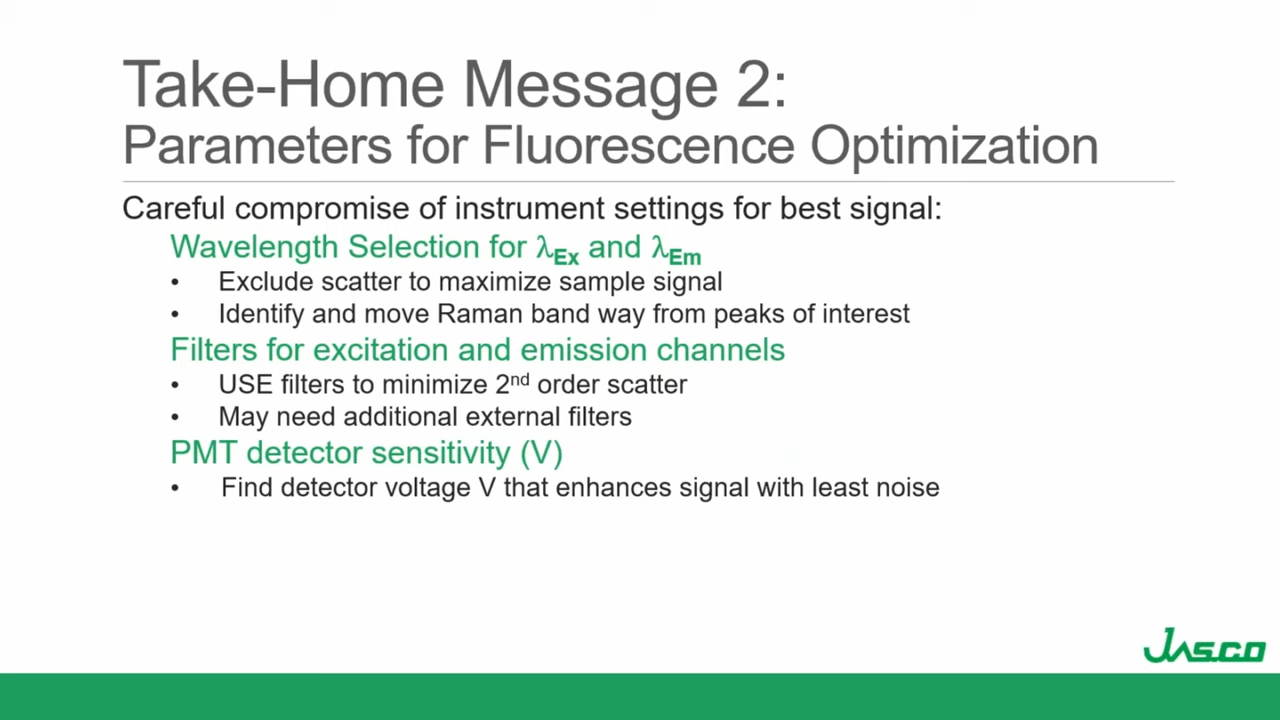 Take-Home Message 2:
Parameters for Fluorescence Optimization
Careful compromise of instrument settings for best signal:
Wavelength Selection for λEx and λEm
• Exclude scatter to maximize sample signal
• Identify and move Raman band way from peaks of interest
Filters for excitation and emission channels
• USE filters to minimize 2nd order scatter
• May need additional external filters
PMT detector sensitivity (V)
• Find detector voltage V that enhances signal with least noise
Jasco